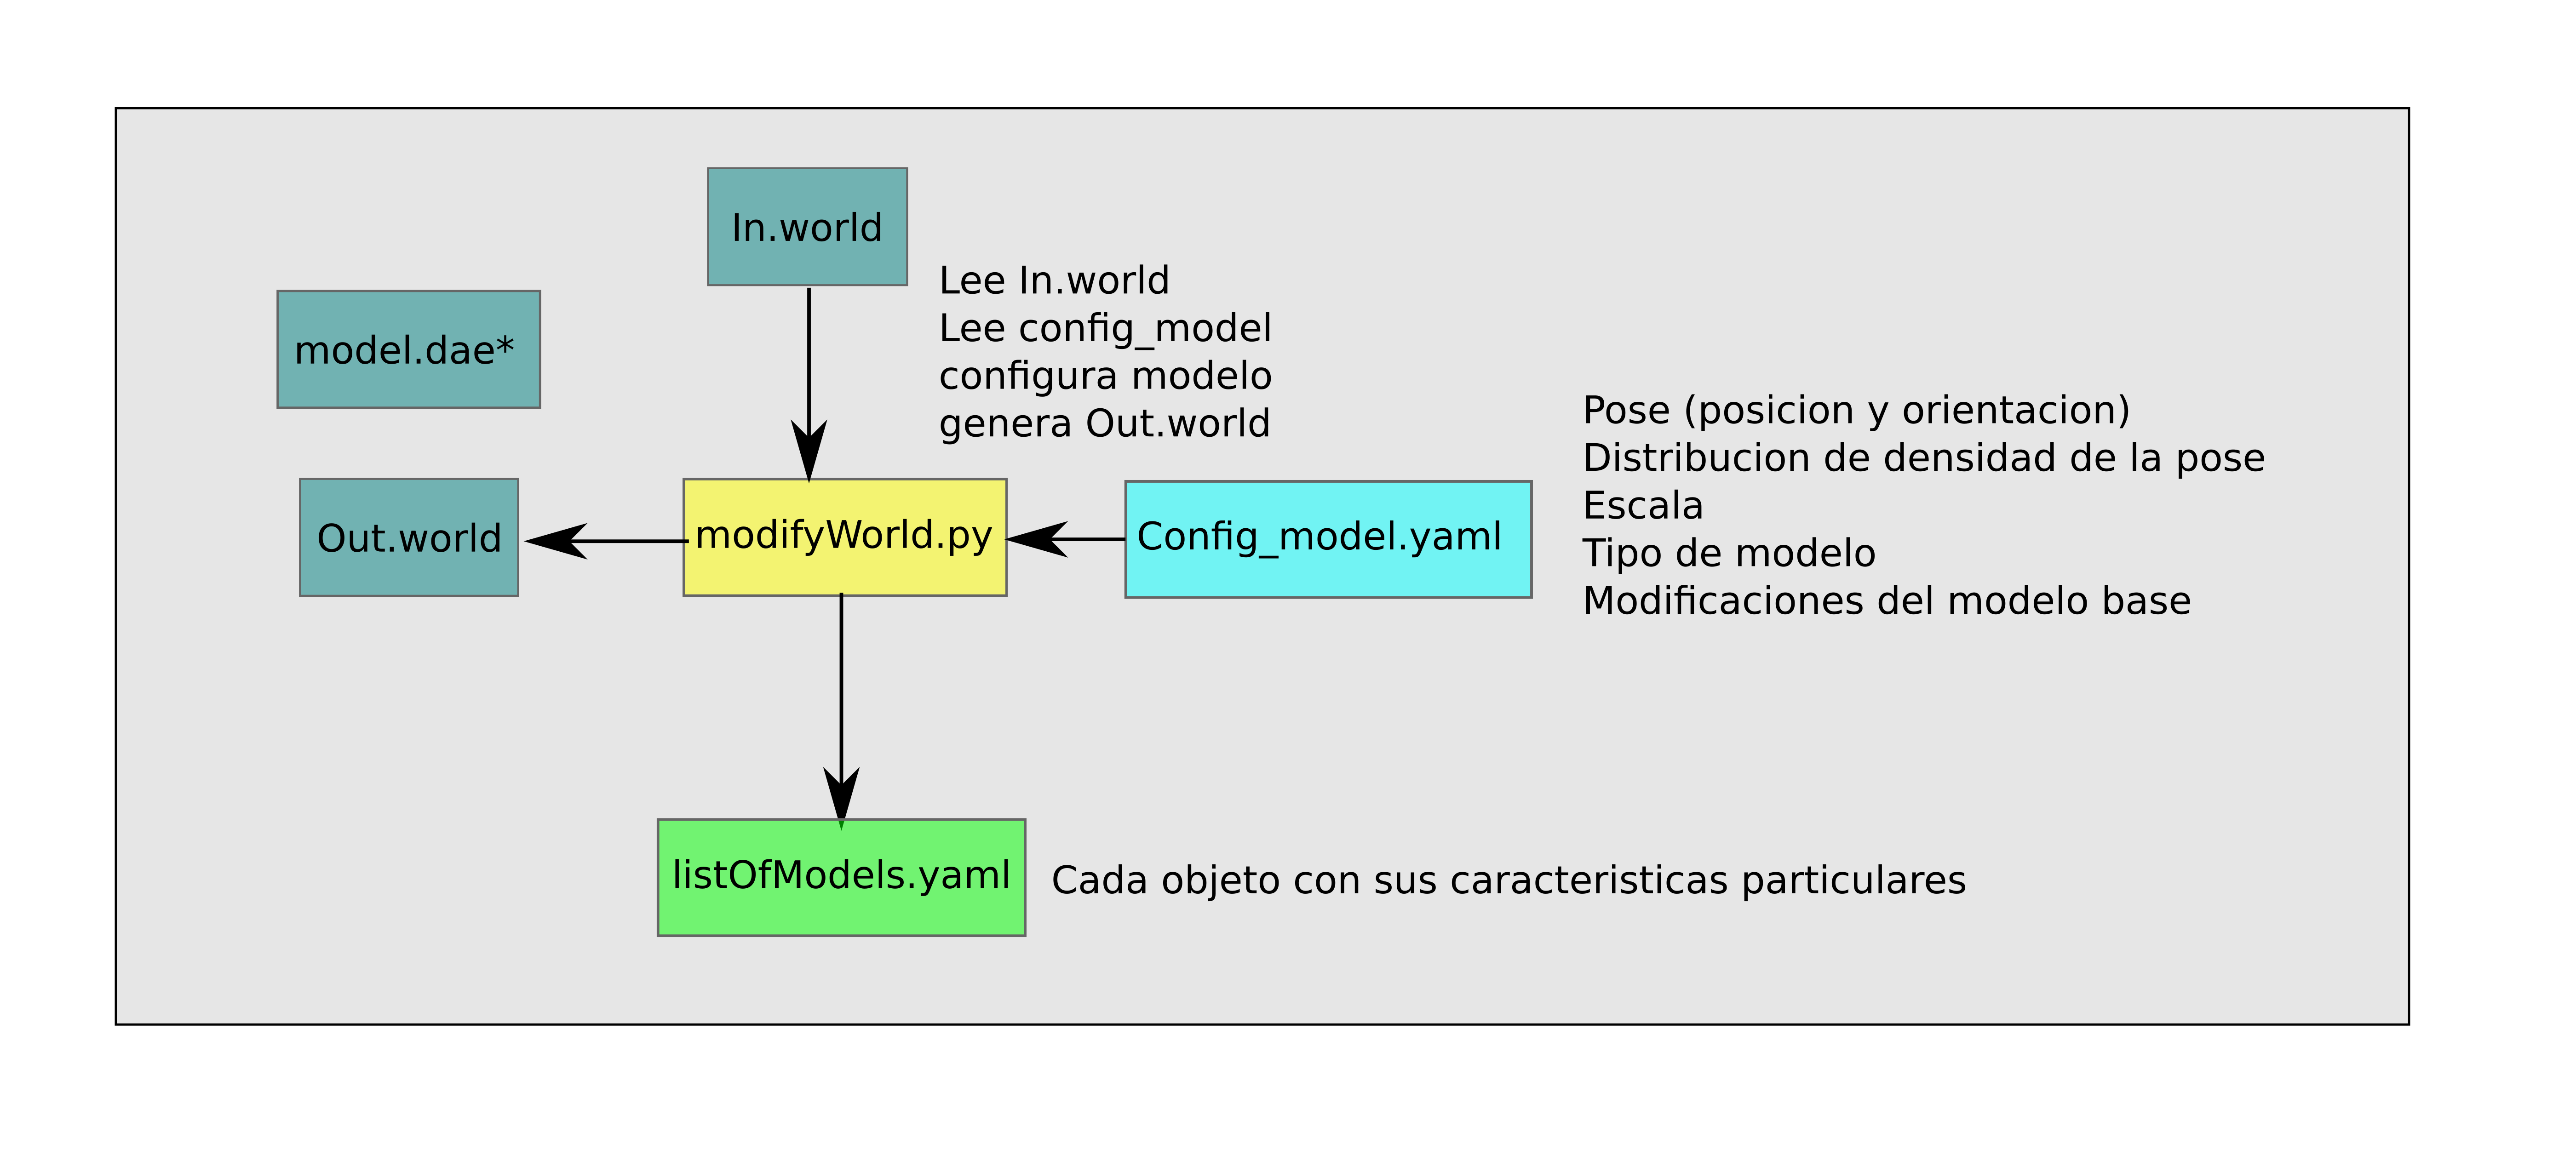 In.world
Lee In.world
Lee config_model
configura modelo
genera Out.world
model.dae*
Out.world
modifyWorld.py
Config_model.yaml
Pose (posicion y orientacion)
Distribucion de densidad de la pose
Escala
Tipo de modelo
Modificaciones del modelo base
listOfModels.yaml
Cada objeto con sus caracteristicas particulares